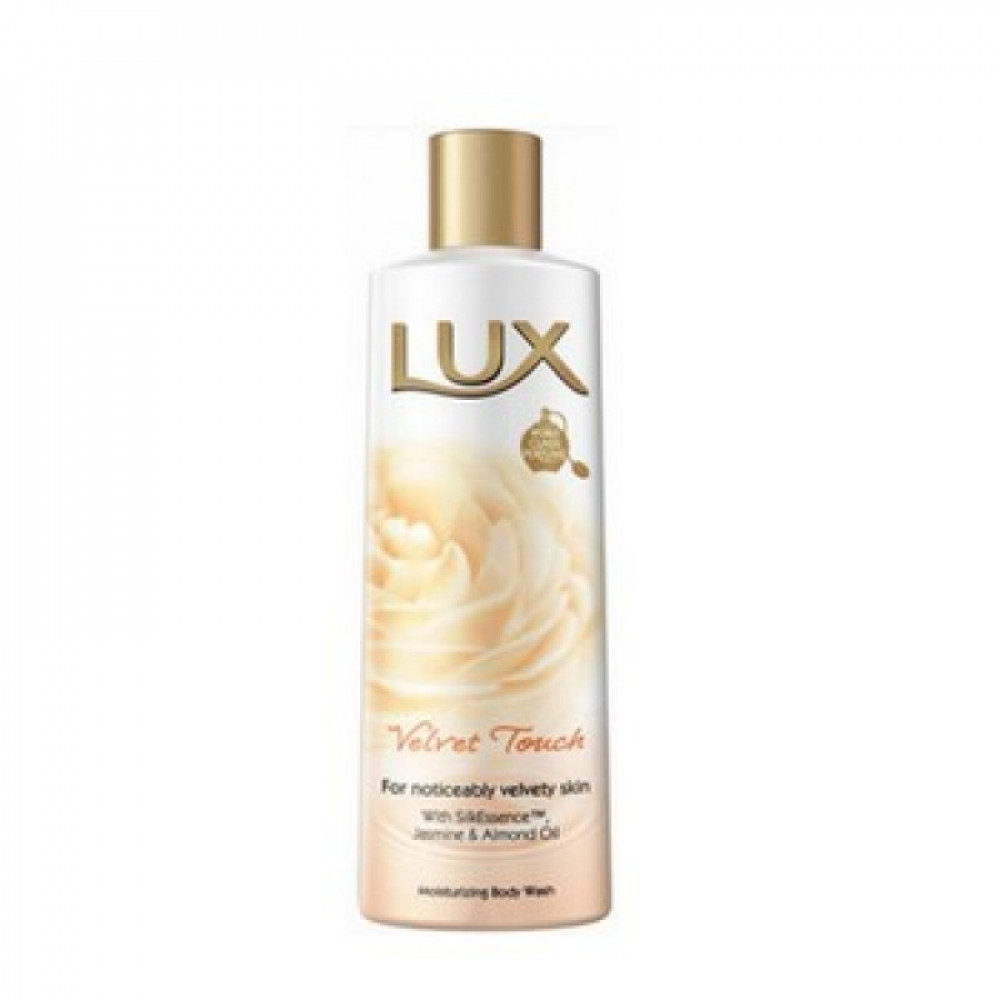 LUX
Velvet Touch
For noticeably velvety skin
With SilkEssence™,
Jasmine & Almond Oil
Moisturizing Body Wash